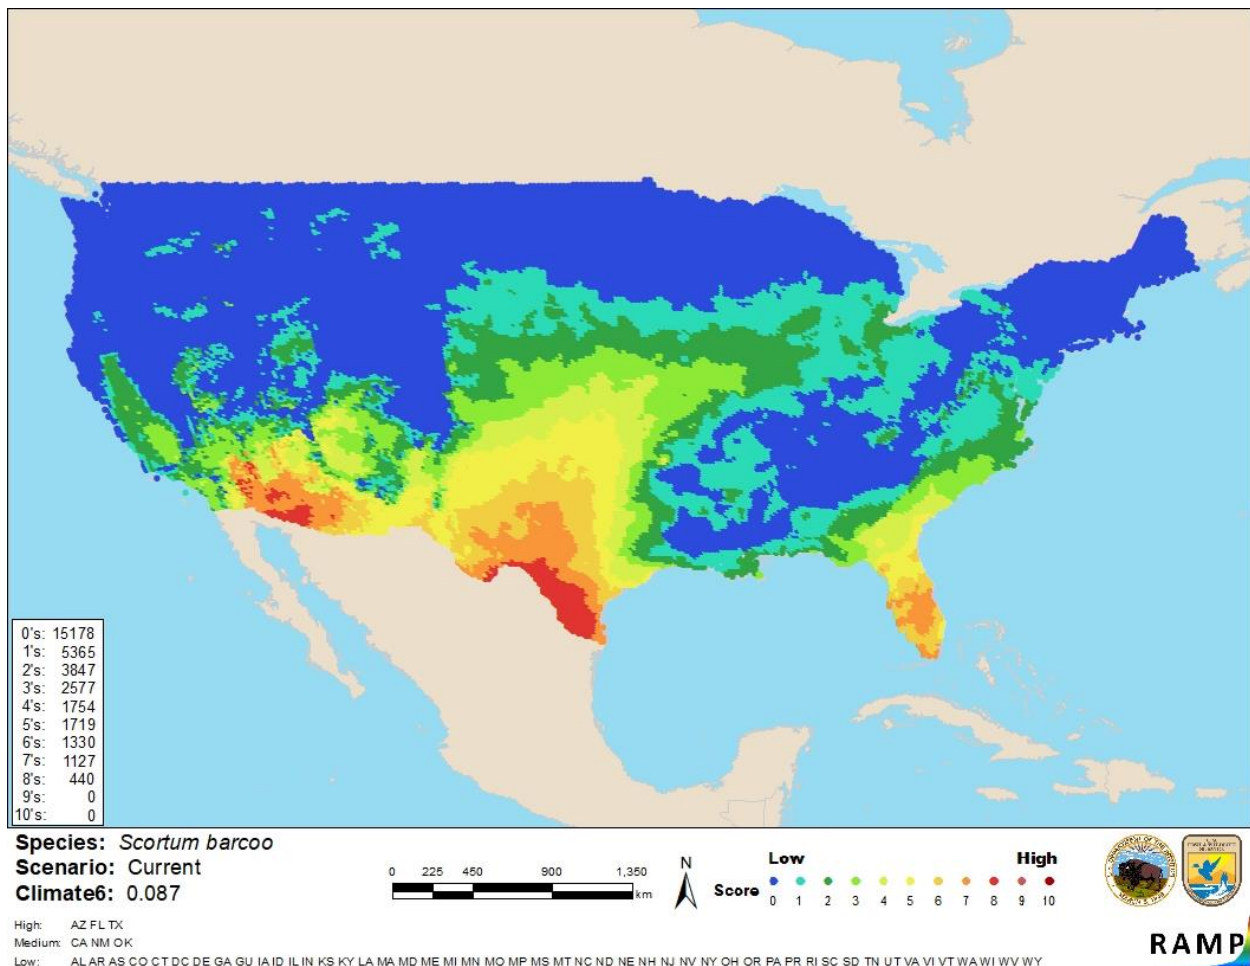 0's: 15178
1's: 5365
2's: 3847
3's: 2577
4's: 1754
5's: 1719
6's: 1330
7's: 1127
8's: 440
9's: 0
10's: 0
Species: Scortum barcoo
Scenario: Current
Climate6: 0.087
0 225 450 900 1,350
km
N
Low High
Score
0 1 2 3 4 5 6 7 8 9 10
High: AZ FL TX
Medium: CA NM OK
Low: AL AR AS CO CT DC DE GA GU IA ID IL IN KS KY LA MA MD ME MI MN MO MP MS MT NC ND NE NH NJ NV NY OH OR PA PR RI SC SD TN UT VA VI VT WA WI WV WY
RAMP